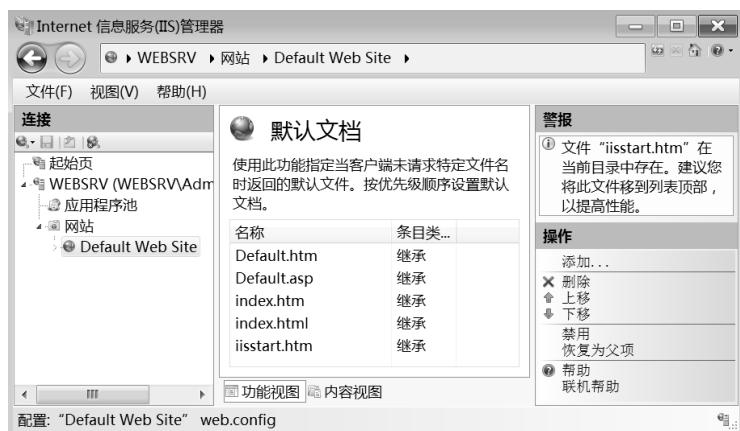 Internet 信息服务(IIS)管理器
WEBSRV 网站 Default Web Site
文件(F) 视图(V) 帮助(H)
连接
起始页
WEBSRV (WEBSRV\Adm
应用程序池
网站
Default Web Site
默认文档
使用此功能指定当客户端未请求特定文件名
时返回的默认文档。按优先级顺序设置默认
文档。
名称 条目类...
Default.htm 继承
Default.asp 继承
index.htm 继承
index.html 继承
iisstart.htm 继承
功能视图 内容视图
警报
文件“iisstart.htm”在
当前目录中存在。建议您
将此文件移到列表顶部，
以提高性能。
操作
添加...
删除
上移
下移
禁用
恢复为父项
帮助
联机帮助
配置: “Default Web Site” web.config